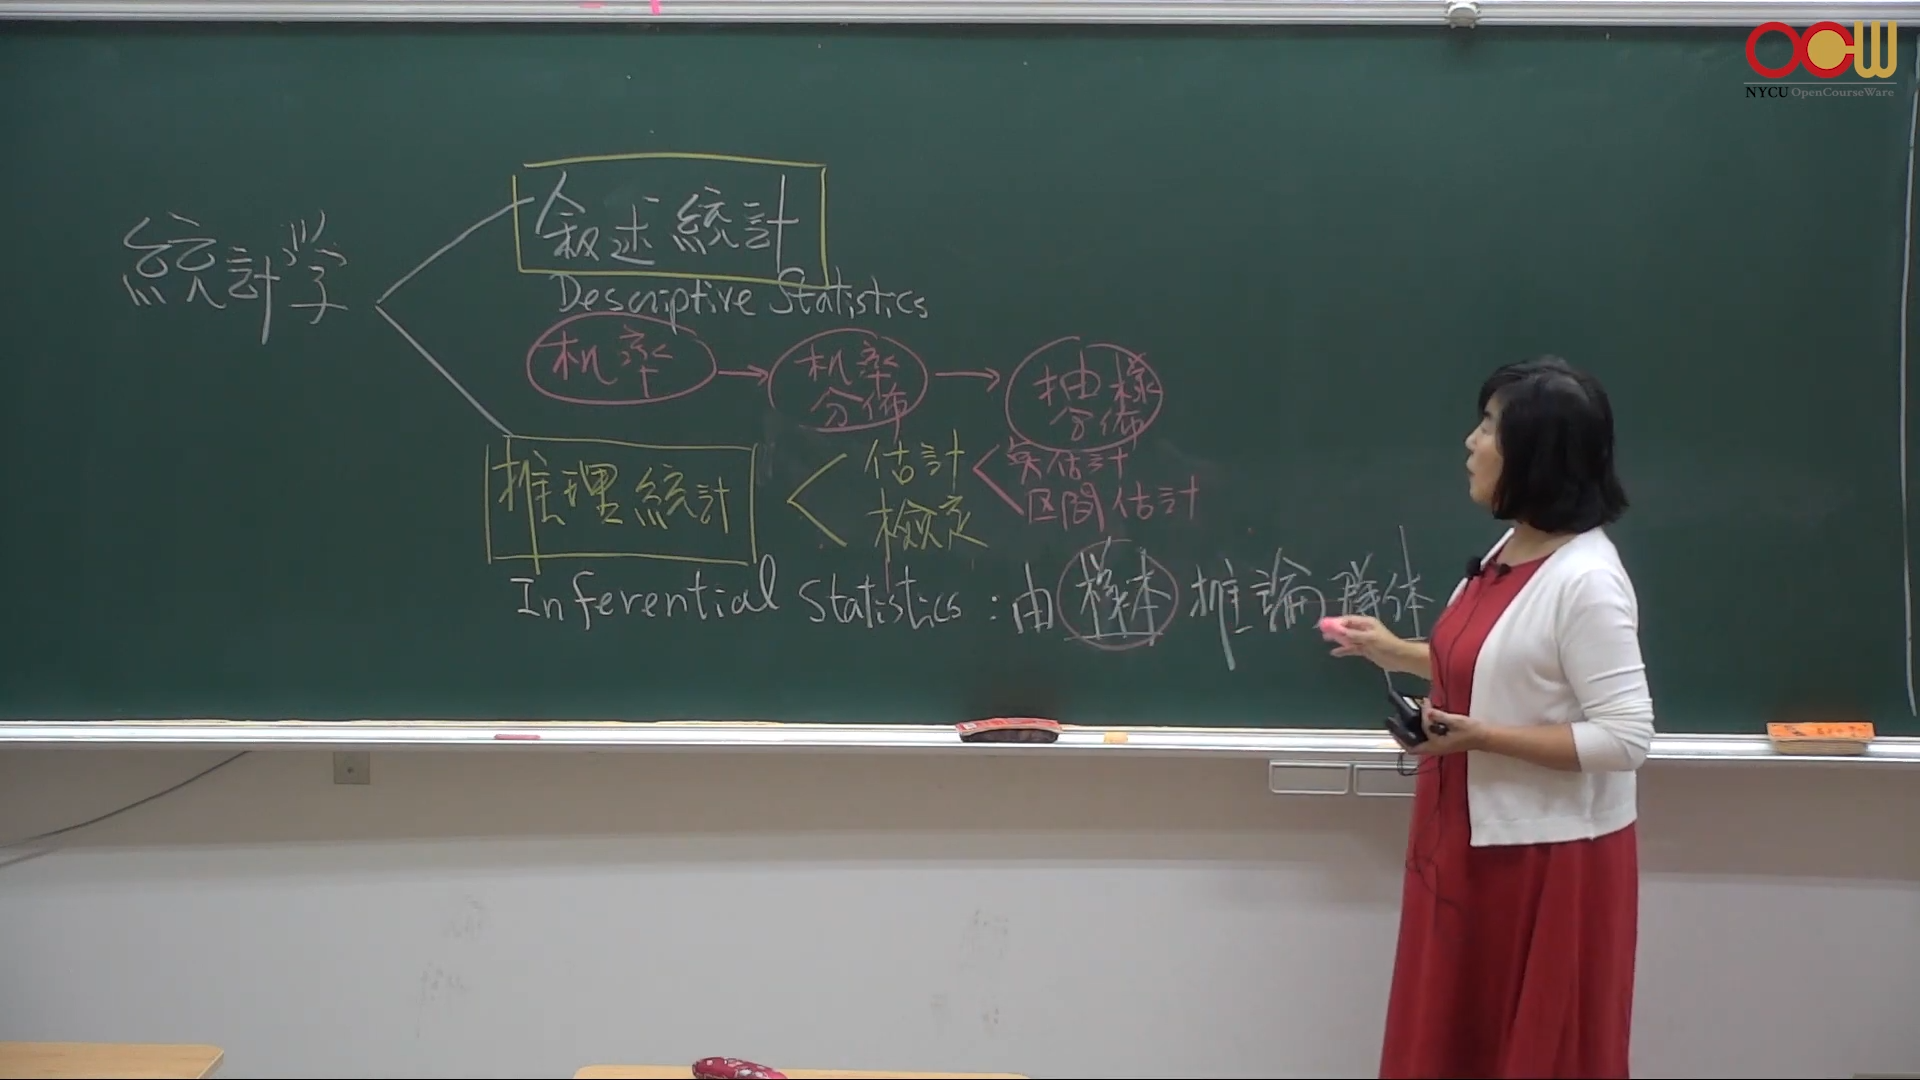 OCW
NYCU OpenCourseWare
統計学
叙述統計
Descriptive Statistics
机率 → 机率分佈 → 抽樣分佈
推理統計
估計
檢定
点估計
区間估計
Inferential Statistics : 由樣本推論群体